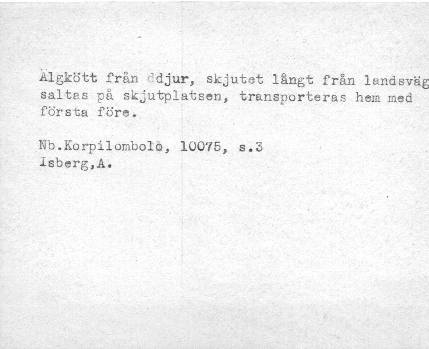 Älgkött från ddjur, skjutet långt från landsväg
saltas på skjutplatsen, transporteras hem med
första före.
Nb.Korpilombolo, 10075, s.3
Isberg,A.